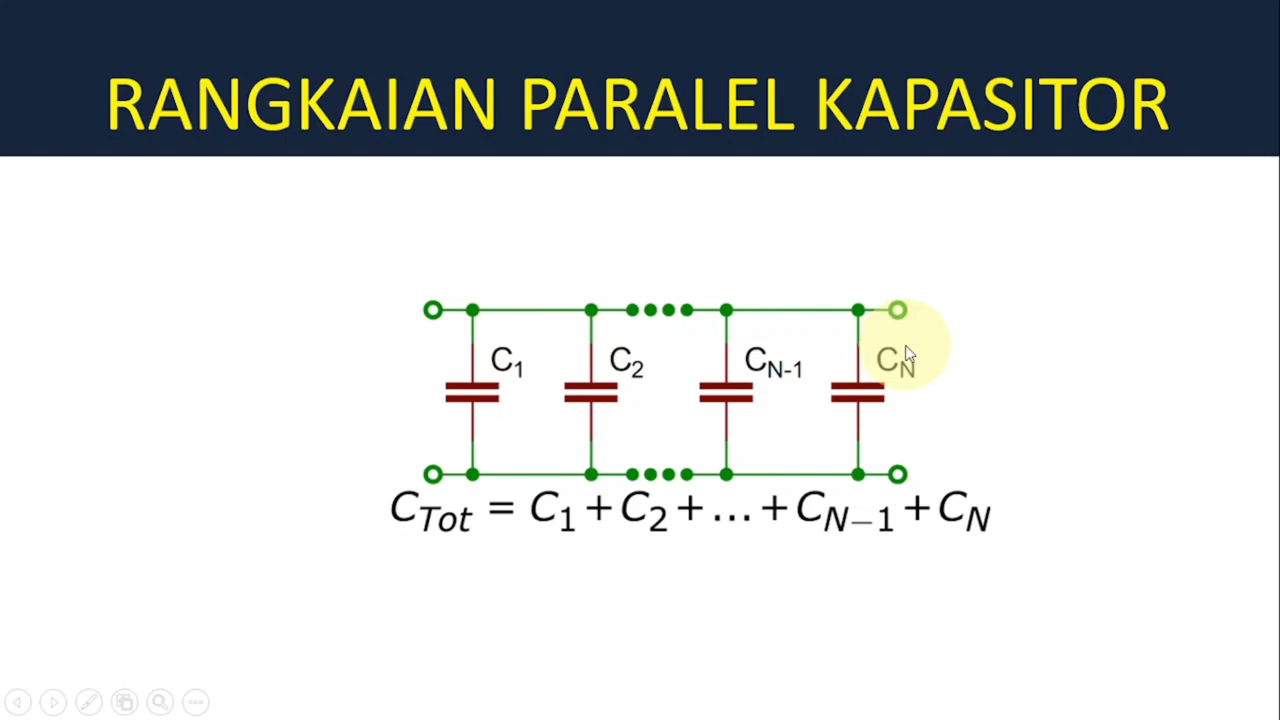 RANGKAIAN PARALEL KAPASITOR
C₁ C₂ C_N-1 C_N
C_Tot = C₁ + C₂ + ... + C_N−1 + C_N